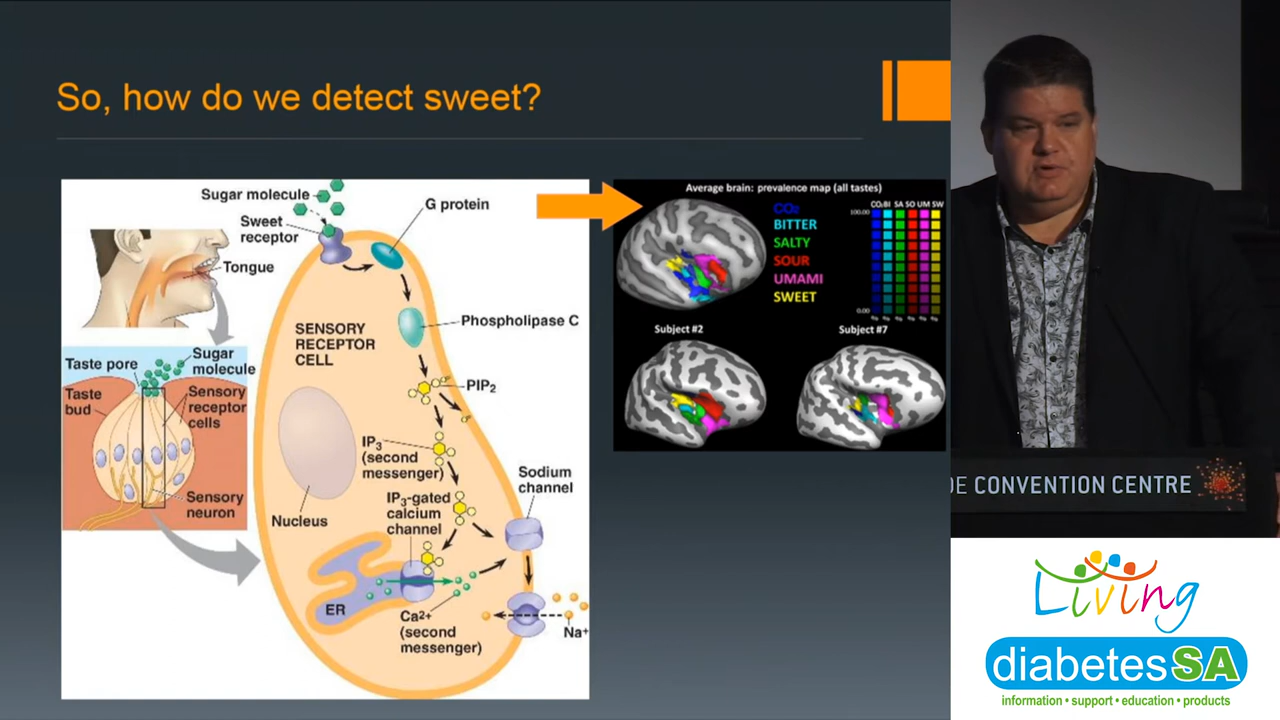 So, how do we detect sweet?
Sugar molecule
G protein
Sweet
receptor
Tongue
Phospholipase C
SENSORY
RECEPTOR
CELL
Taste pore
Sugar
molecule
Taste
bud
Sensory
receptor
cells
PIP2
IP3
(second
messenger)
Sodium
channel
IP3-gated
calcium
channel
Sensory
neuron
Nucleus
ER
Ca2+
(second
messenger)
Na+
Average brain: prevalence map (all tastes)
CO2
BITTER
SALTY
SOUR
UMAMI
SWEET
CO2 BI SA SO UM SW
100.00
0.00
Subject #2
Subject #7
DE CONVENTION CENTRE
Living
diabetesSA
information • support • education • products